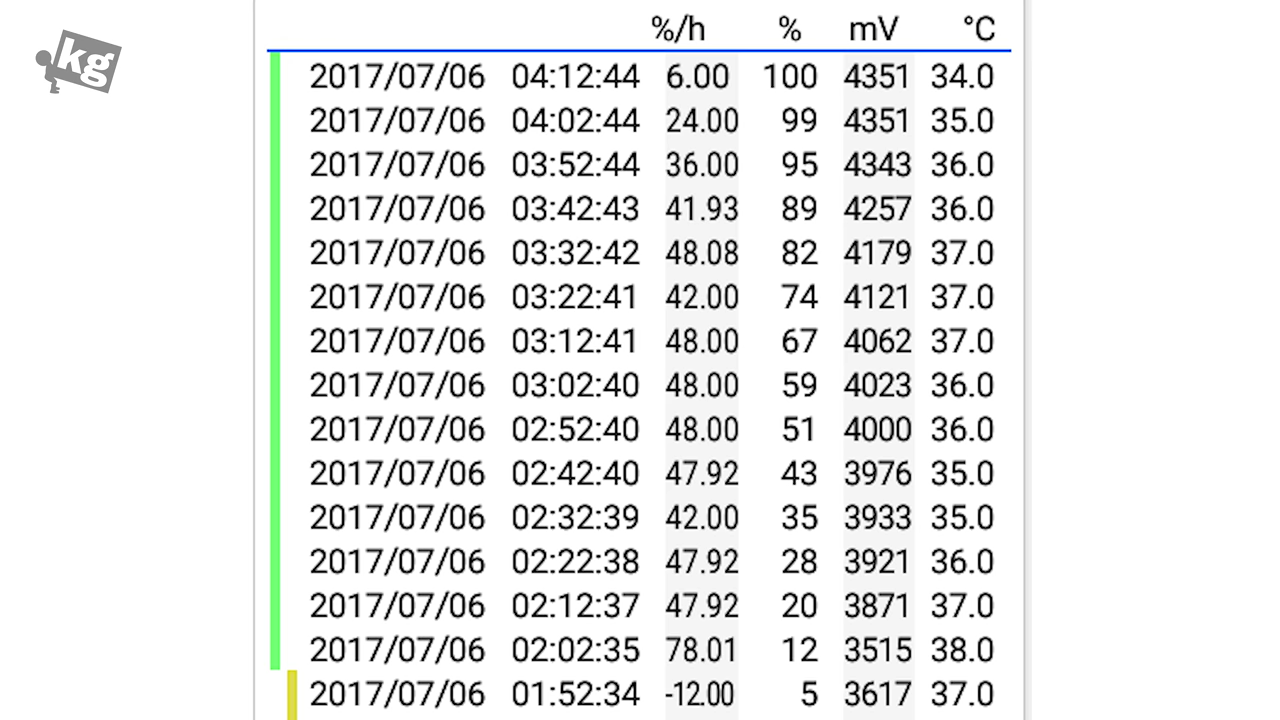 kg
%/h % mV °C
2017/07/06 04:12:44 6.00 100 4351 34.0
2017/07/06 04:02:44 24.00 99 4351 35.0
2017/07/06 03:52:44 36.00 95 4343 36.0
2017/07/06 03:42:43 41.93 89 4257 36.0
2017/07/06 03:32:42 48.08 82 4179 37.0
2017/07/06 03:22:41 42.00 74 4121 37.0
2017/07/06 03:12:41 48.00 67 4062 37.0
2017/07/06 03:02:40 48.00 59 4023 36.0
2017/07/06 02:52:40 48.00 51 4000 36.0
2017/07/06 02:42:40 47.92 43 3976 35.0
2017/07/06 02:32:39 42.00 35 3933 35.0
2017/07/06 02:22:38 47.92 28 3921 36.0
2017/07/06 02:12:37 47.92 20 3871 37.0
2017/07/06 02:02:35 78.01 12 3515 38.0
2017/07/06 01:52:34 -12.00 5 3617 37.0